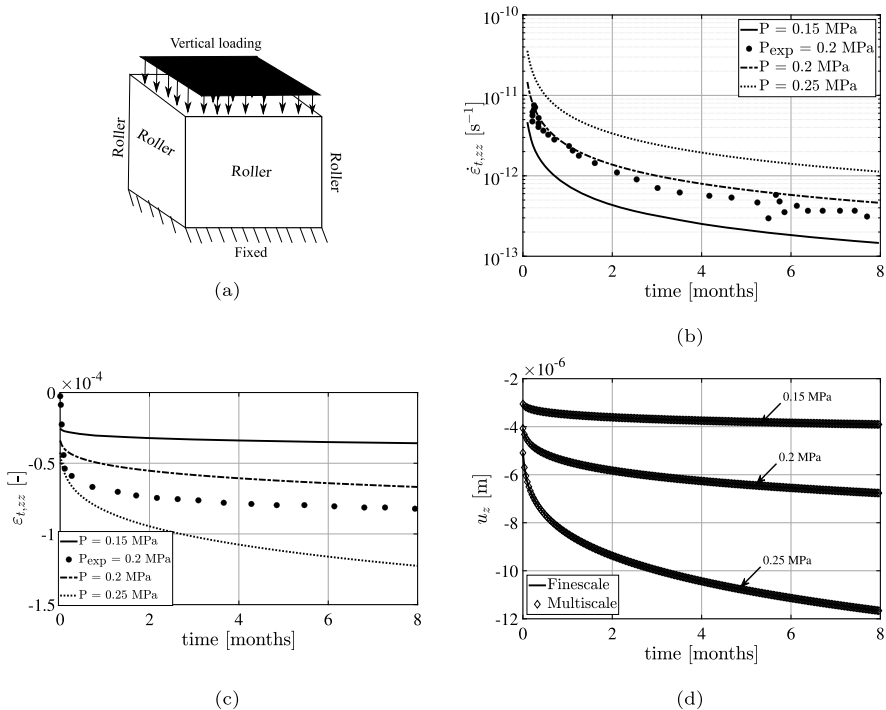 Vertical loading
Roller
Roller
Roller
Roller
Fixed
(a)
10⁻¹⁰
10⁻¹¹
10⁻¹²
10⁻¹³
ε̇ₜ,zz [s⁻¹]
P = 0.15 MPa
Pexp = 0.2 MPa
P = 0.2 MPa
P = 0.25 MPa
0 2 4 6 8
time [months]
(b)
×10⁻⁴
0
-0.5
-1
-1.5
εₜ,zz [-]
P = 0.15 MPa
Pexp = 0.2 MPa
P = 0.2 MPa
P = 0.25 MPa
0 2 4 6 8
time [months]
(c)
×10⁻⁶
-2
-4
-6
-8
-10
-12
u_z [m]
0.15 MPa
0.2 MPa
0.25 MPa
Finescale
Multiscale
0 2 4 6 8
time [months]
(d)